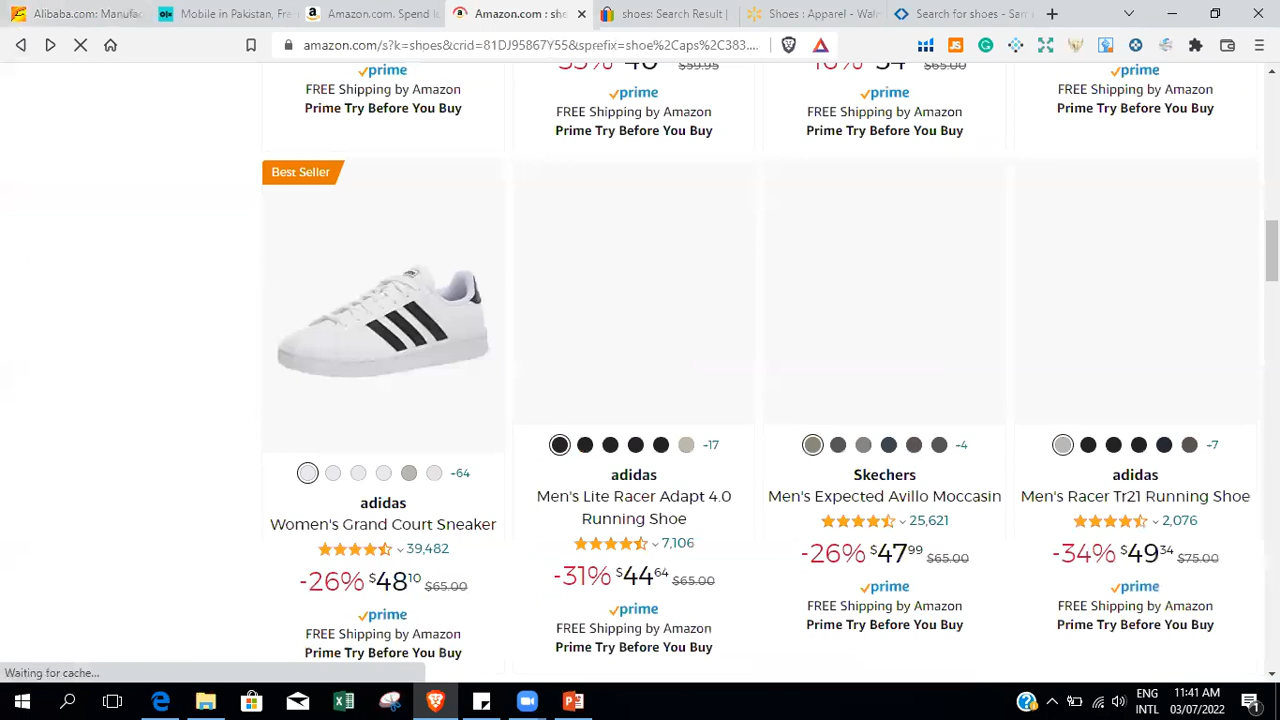 Alibaba.com: Manufac
Mobile in Pakistan, Free
Amazon.com. Spend le
Amazon.com : sho
shoes: Search Result
Shoes : Apparel - Walm
Search for shoes - Sam
amazon.com/s?k=shoes&crid=81DJ95867Y55&sprefix=shoe%2Caps%2C383....
$59.95
$65.00
prime
FREE Shipping by Amazon
Prime Try Before You Buy
prime
FREE Shipping by Amazon
Prime Try Before You Buy
prime
FREE Shipping by Amazon
Prime Try Before You Buy
prime
FREE Shipping by Amazon
Prime Try Before You Buy
Best Seller
-64
adidas
Women's Grand Court Sneaker
39,482
-26% $48 10 $65.00
prime
FREE Shipping by Amazon
Prime Try Before You Buy
-17
adidas
Men's Lite Racer Adapt 4.0
Running Shoe
7,106
-31% $44 64 $65.00
prime
FREE Shipping by Amazon
Prime Try Before You Buy
-4
Skechers
Men's Expected Avillo Moccasin
25,621
-26% $47 99 $65.00
prime
FREE Shipping by Amazon
Prime Try Before You Buy
-7
adidas
Men's Racer Tr21 Running Shoe
2,076
-34% $49 34 $75.00
prime
FREE Shipping by Amazon
Prime Try Before You Buy
Waiting for cache...
ENG
INTL
11:41 AM
03/07/2022